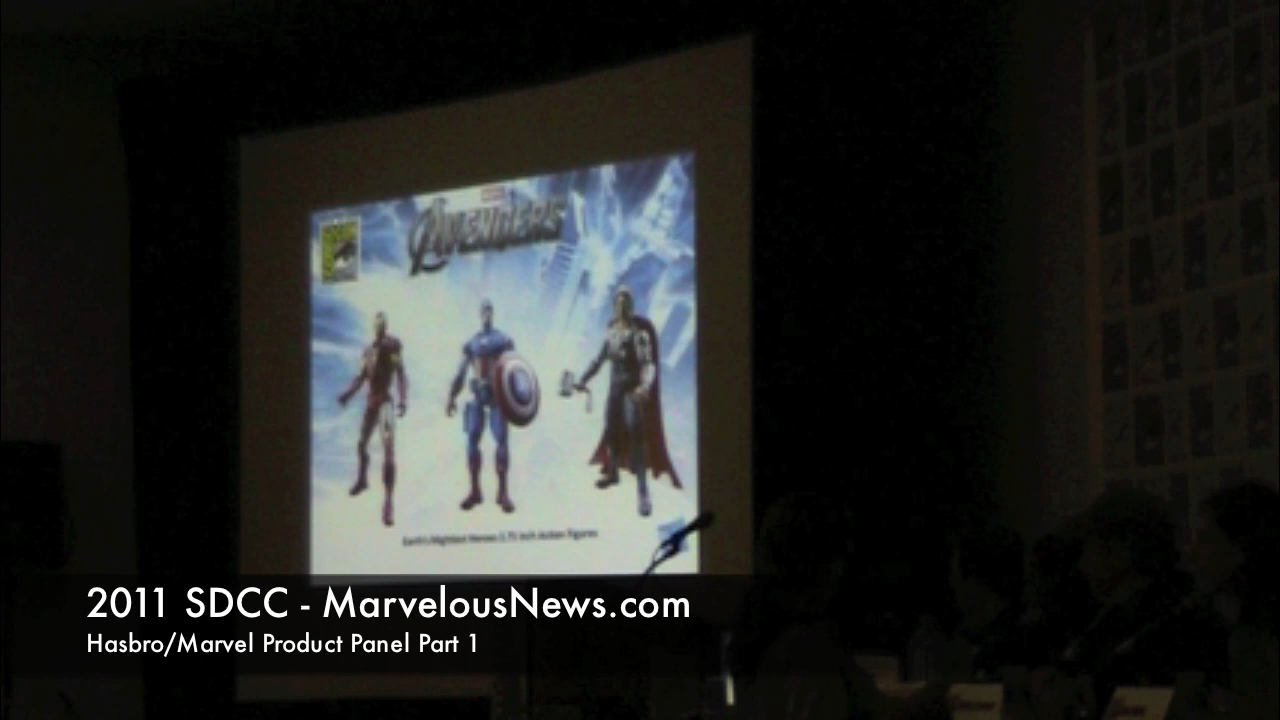 MARVEL
AVENGERS
Earth's Mightiest Heroes 3.75 Inch Action Figures
2011 SDCC - MarvelousNews.com
Hasbro/Marvel Product Panel Part 1